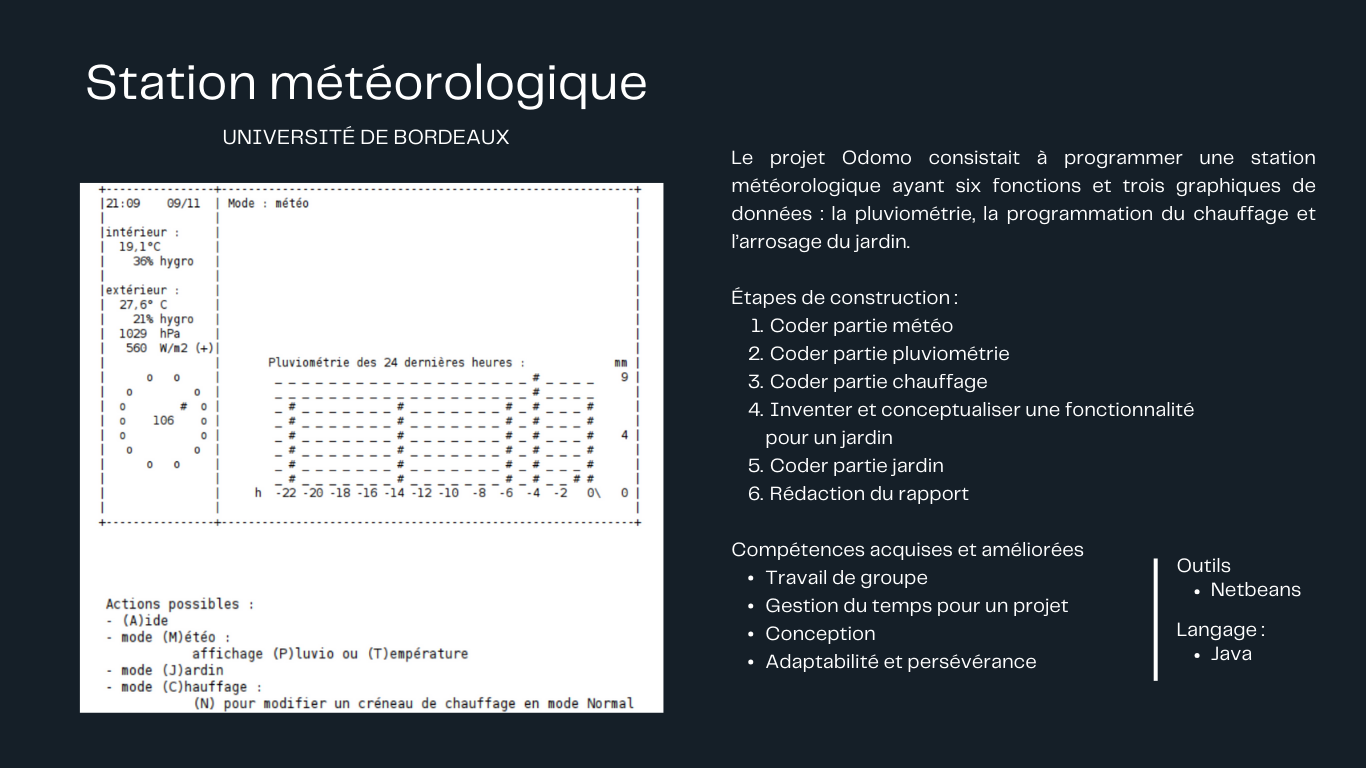 Station météorologique
UNIVERSITÉ DE BORDEAUX
+----------------+--------------------------------------------------------------+
|21:09    09/11  | Mode : météo                                                 |
|intérieur :     |
|  19,1°C        |
|    36% hygro   |
|extérieur :     |
|  27,6° C       |
|    21% hygro   |
|  1029  hPa     |
|   560  W/m2 (+)|
Pluviométrie des 24 dernières heures :             mm |
|      o   o     |       _ _ _ _ _ _ _ _ _ _ _ _ _ _ _ _ _ _ _ # _ _ _ _    9 |
|   o         o  |       _ _ _ _ _ _ _ _ _ _ _ _ _ _ _ _ _ _ _ # _ _ _ _      |
|  o        # o  |       _ # _ _ _ _ _ _ _ # _ _ _ _ _ _ _ # _ # _ _ _ #      |
|  o    106    o  |       _ # _ _ _ _ _ _ _ # _ _ _ _ _ _ _ # _ # _ _ _ #      |
|  o           o  |       _ # _ _ _ _ _ _ _ # _ _ _ _ _ _ _ # _ # _ _ _ #    4 |
|   o         o  |       _ # _ _ _ _ _ _ _ # _ _ _ _ _ _ _ # _ # _ _ _ #      |
|      o   o     |       _ # _ _ _ _ _ _ _ # _ _ _ _ _ _ _ # _ # _ _ _ #      |
_ # _ _ _ _ _ _ _ # _ _ _ _ _ _ _ # _ # _ _ # #      |
h  -22 -20 -18 -16 -14 -12 -10  -8  -6  -4  -2   0\   0 |
+----------------+--------------------------------------------------------------+
Actions possibles :
- (A)ide
- mode (M)étéo :
affichage (P)luvio ou (T)empérature
- mode (J)ardin
- mode (C)hauffage :
(N) pour modifier un créneau de chauffage en mode Normal
Le projet Odomo consistait à programmer une station
météorologique ayant six fonctions et trois graphiques de
données : la pluviométrie, la programmation du chauffage et
l'arrosage du jardin.
Étapes de construction :
1. Coder partie météo
2. Coder partie pluviométrie
3. Coder partie chauffage
4. Inventer et conceptualiser une fonctionnalité
pour un jardin
5. Coder partie jardin
6. Rédaction du rapport
Compétences acquises et améliorées
• Travail de groupe
• Gestion du temps pour un projet
• Conception
• Adaptabilité et persévérance
Outils
• Netbeans
Langage :
• Java